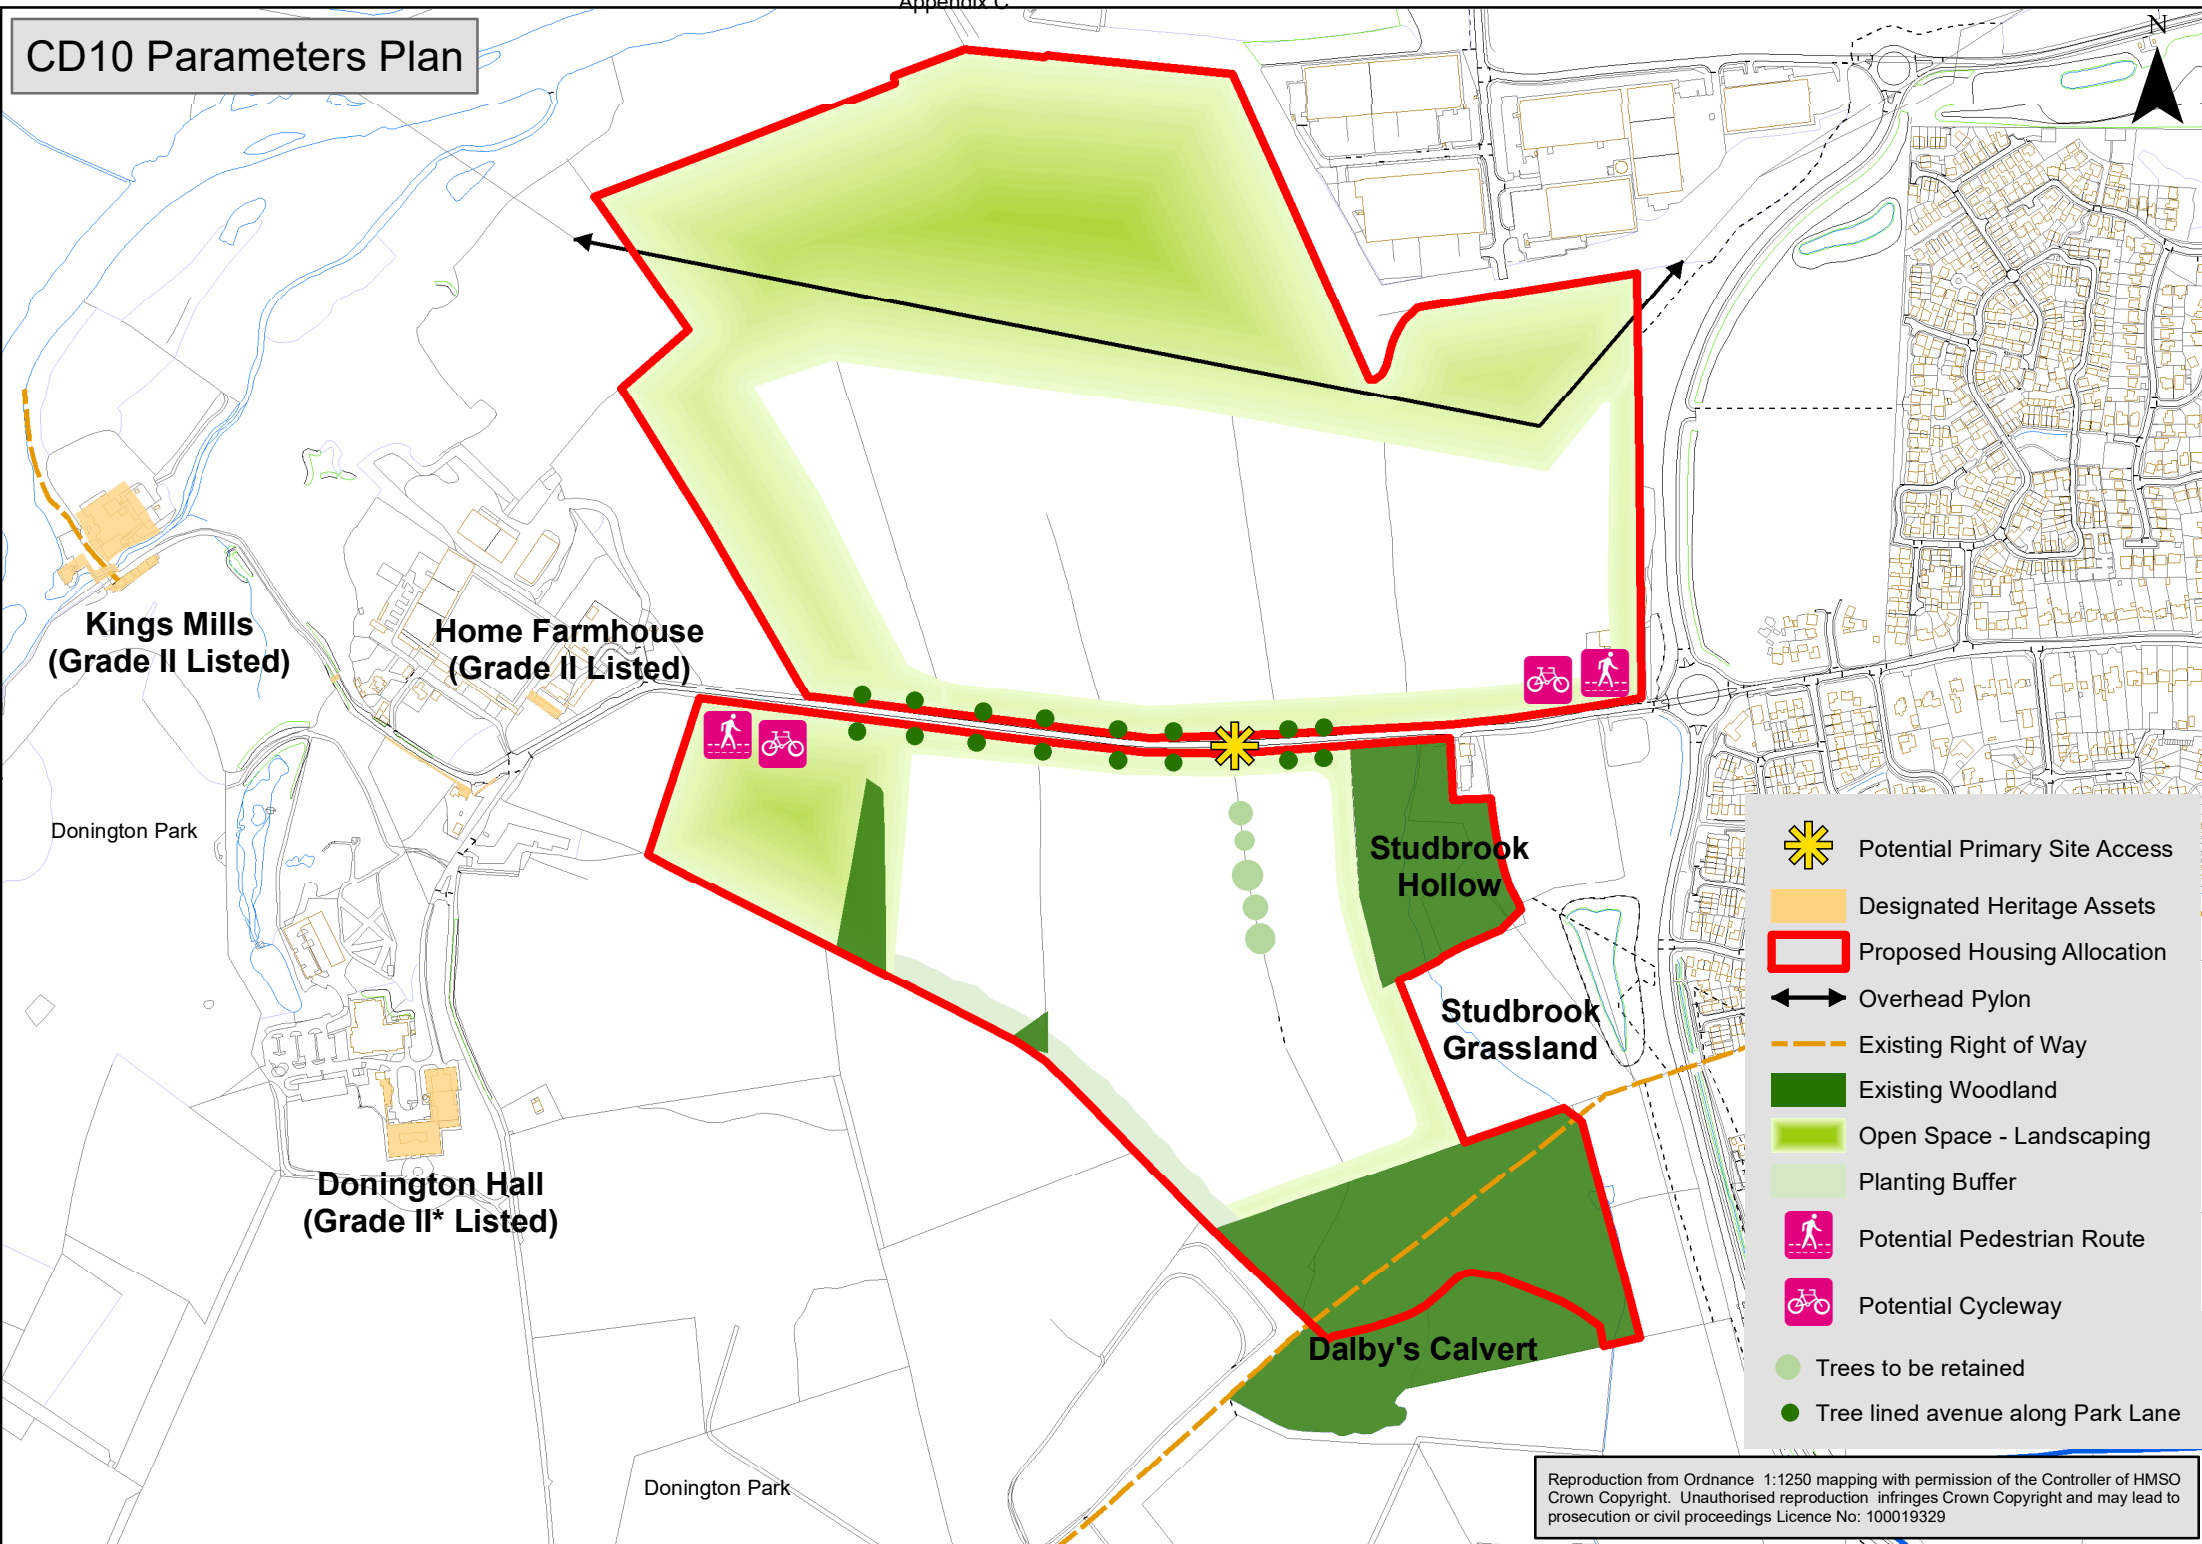 Appendix C
CD10 Parameters Plan
N
Kings Mills
(Grade II Listed)
Home Farmhouse
(Grade II Listed)
Donington Park
Studbrook
Hollow
Studbrook
Grassland
Donington Hall
(Grade II* Listed)
Dalby's Calvert
Donington Park
Potential Primary Site Access
Designated Heritage Assets
Proposed Housing Allocation
Overhead Pylon
Existing Right of Way
Existing Woodland
Open Space - Landscaping
Planting Buffer
Potential Pedestrian Route
Potential Cycleway
Trees to be retained
Tree lined avenue along Park Lane
Reproduction from Ordnance 1:1250 mapping with permission of the Controller of HMSO
Crown Copyright. Unauthorised reproduction infringes Crown Copyright and may lead to
prosecution or civil proceedings Licence No: 100019329